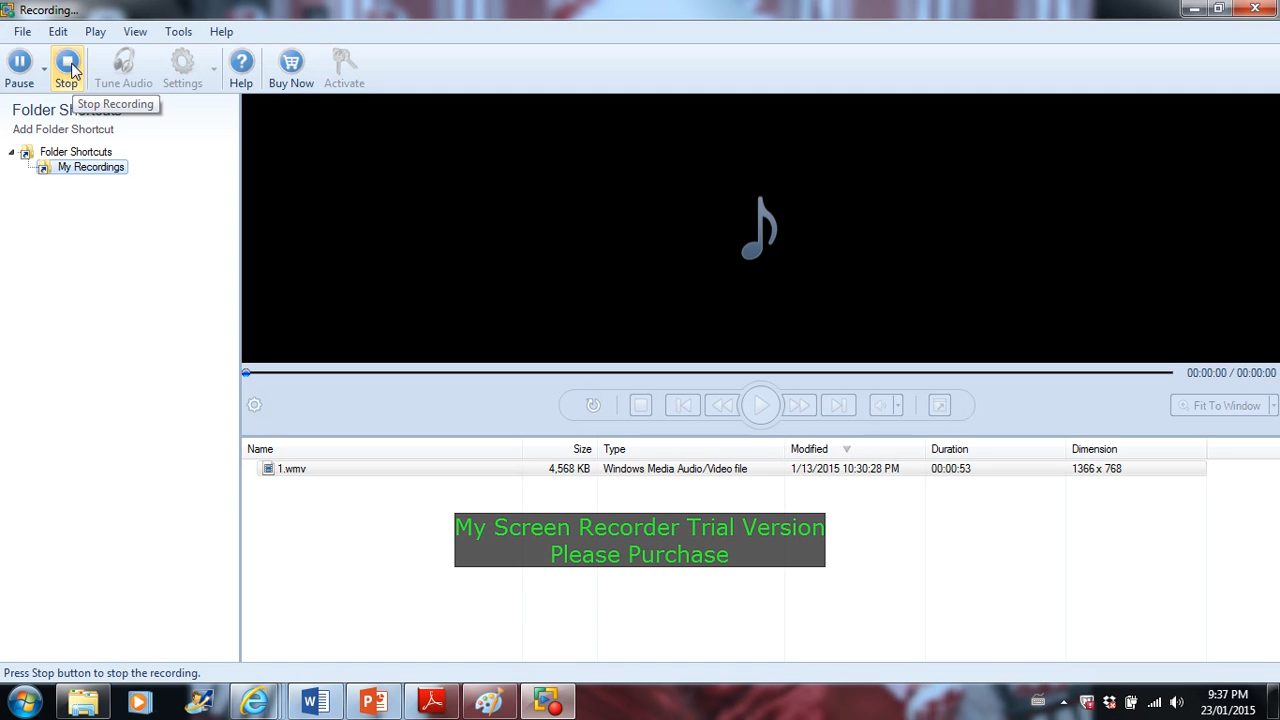 Recording...
File Edit Play View Tools Help
Pause Stop Tune Audio Settings Help Buy Now Activate
Stop Recording
Folder Shortcuts
Add Folder Shortcut
Folder Shortcuts
My Recordings
00:00:00 / 00:00:00
Fit To Window
Name Size Type Modified Duration Dimension
1.wmv 4,568 KB Windows Media Audio/Video file 1/13/2015 10:30:28 PM 00:00:53 1366 x 768
My Screen Recorder Trial Version
Please Purchase
Press Stop button to stop the recording.
9:37 PM
23/01/2015